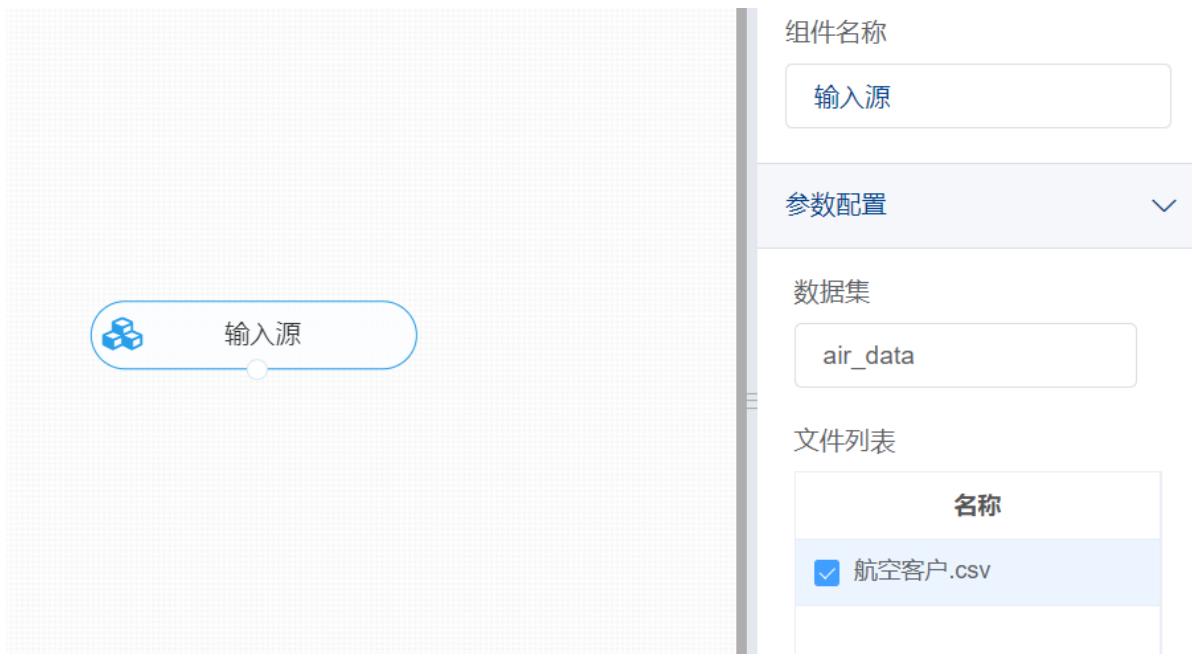 输入源
组件名称
输入源
参数配置
数据集
air_data
文件列表
名称
航空客户.csv